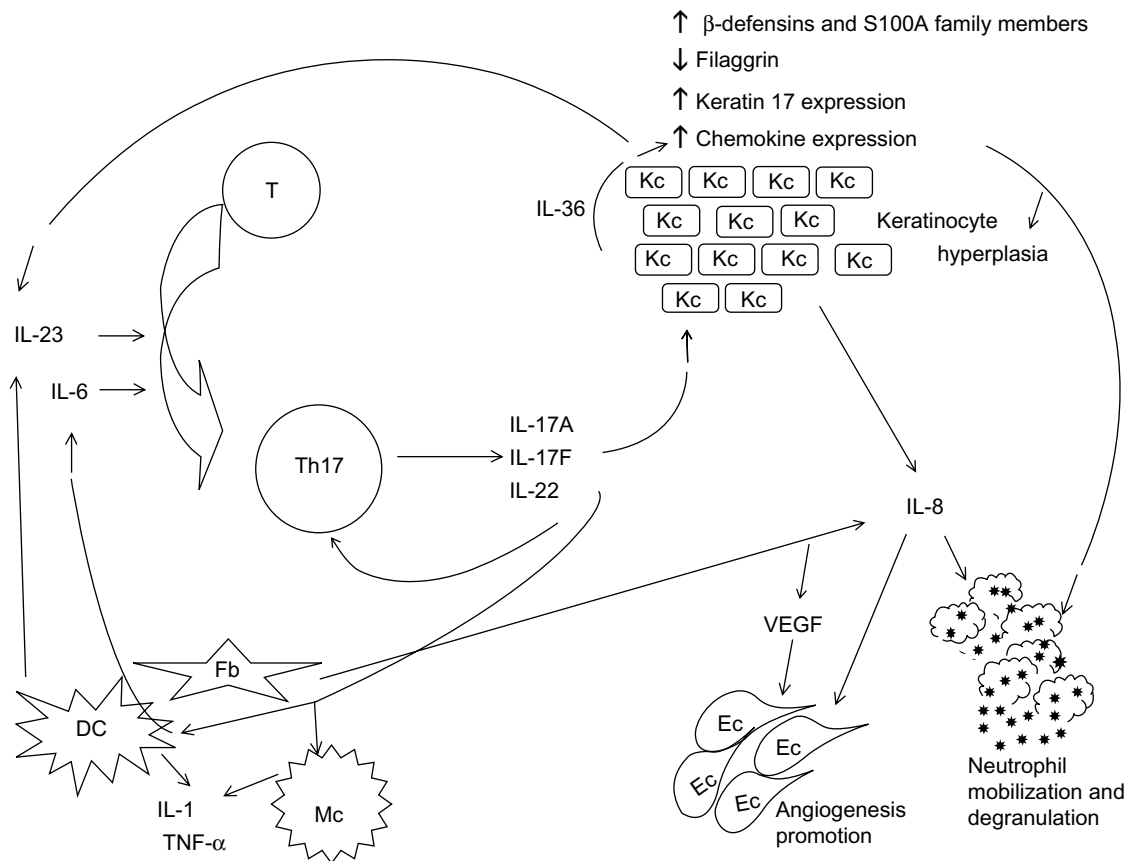 ↑ β-defensins and S100A family members
↓ Filaggrin
↑ Keratin 17 expression
↑ Chemokine expression
T
IL-36
Kc Kc Kc Kc
Kc Kc Kc
Kc Kc Kc Kc
Kc Kc
Keratinocyte
hyperplasia
IL-23
IL-6
Th17
IL-17A
IL-17F
IL-22
IL-8
VEGF
Fb
DC
IL-1
TNF-α
Mc
Ec
Ec
Ec
Ec
Angiogenesis
promotion
Neutrophil
mobilization and
degranulation